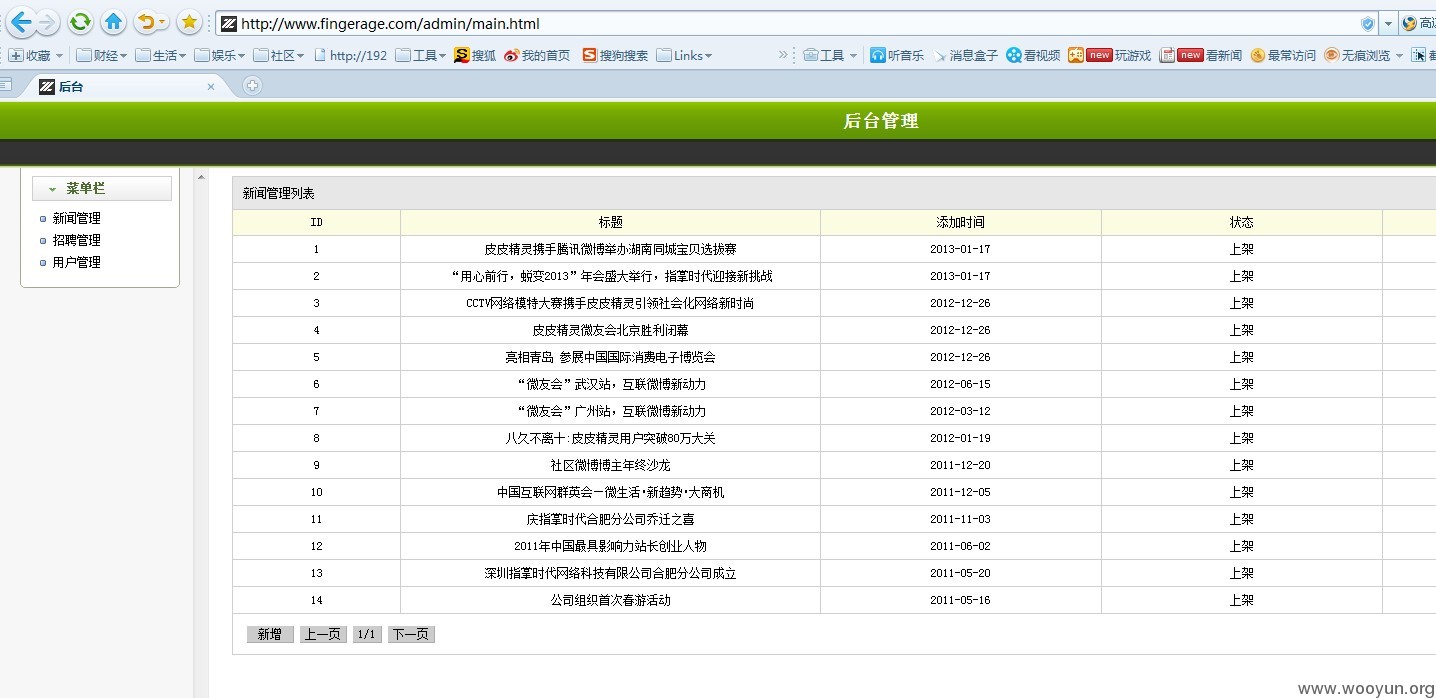 http://www.fingerage.com/admin/main.html
收藏 财经 生活 娱乐 社区 http://192 工具 搜狐 我的首页 搜狗搜索 Links » 工具 听音乐 消息盒子 看视频 new 玩游戏 new 看新闻 最常访问 无痕浏览
后台
后台管理
菜单栏
新闻管理
招聘管理
用户管理
新闻管理列表
ID 标题 添加时间 状态
1 皮皮精灵携手腾讯微博举办湖南同城宝贝选拔赛 2013-01-17 上架
2 “用心前行，蜕变2013”年会盛大举行，指掌时代迎接新挑战 2013-01-17 上架
3 CCTV网络模特大赛携手皮皮精灵引领社会化网络新时尚 2012-12-26 上架
4 皮皮精灵微友会北京胜利闭幕 2012-12-26 上架
5 亮相青岛 参展中国国际消费电子博览会 2012-12-26 上架
6 “微友会”武汉站，互联微博新动力 2012-06-15 上架
7 “微友会”广州站，互联微博新动力 2012-03-12 上架
8 八久不离十:皮皮精灵用户突破80万大关 2012-01-19 上架
9 社区微博博主年终沙龙 2011-12-20 上架
10 中国互联网群英会—微生活·新趋势·大商机 2011-12-05 上架
11 庆指掌时代合肥分公司乔迁之喜 2011-11-03 上架
12 2011年中国最具影响力站长创业人物 2011-06-02 上架
13 深圳指掌时代网络科技有限公司合肥分公司成立 2011-05-20 上架
14 公司组织首次春游活动 2011-05-16 上架
新增 上一页 1/1 下一页
www.wooyun.org